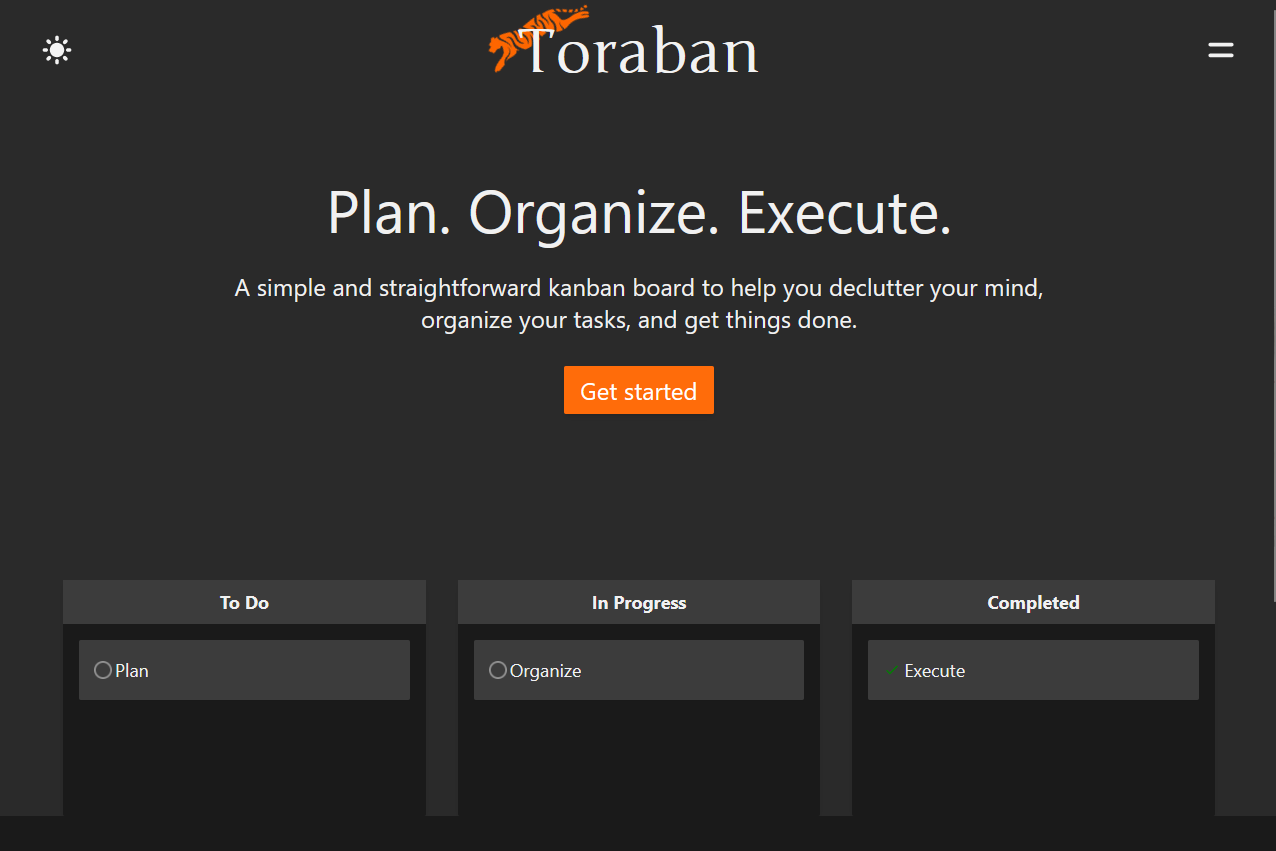 Toraban
Plan. Organize. Execute.
A simple and straightforward kanban board to help you declutter your mind,
organize your tasks, and get things done.
Get started
To Do
In Progress
Completed
Plan
Organize
Execute